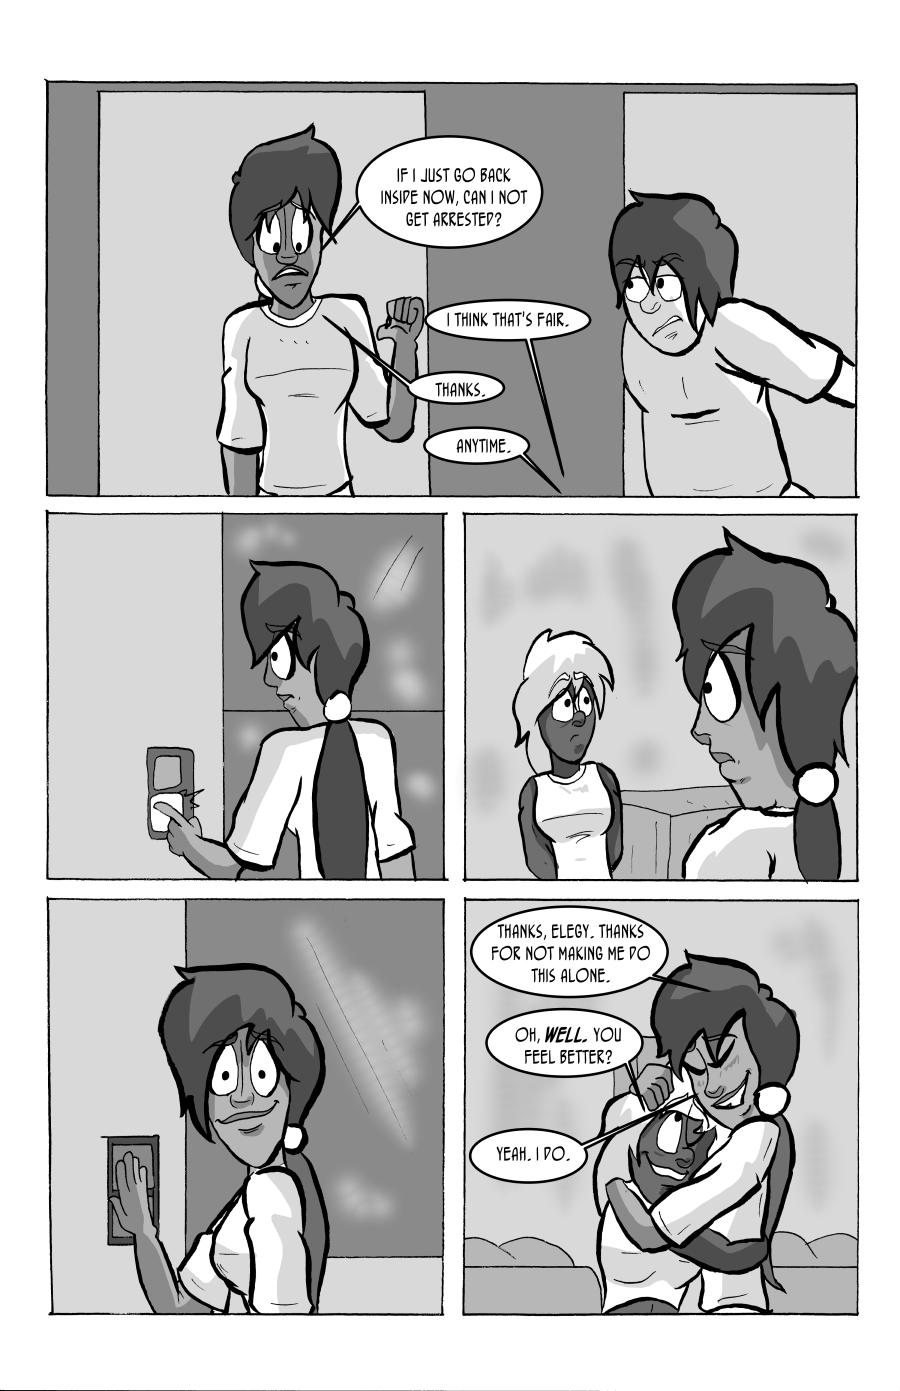 IF I JUST GO BACK
INSIDE NOW, CAN I NOT
GET ARRESTED?
I THINK THAT'S FAIR.
THANKS.
ANYTIME.
THANKS, ELEGY. THANKS
FOR NOT MAKING ME DO
THIS ALONE.
OH, WELL. YOU
FEEL BETTER?
YEAH. I DO.